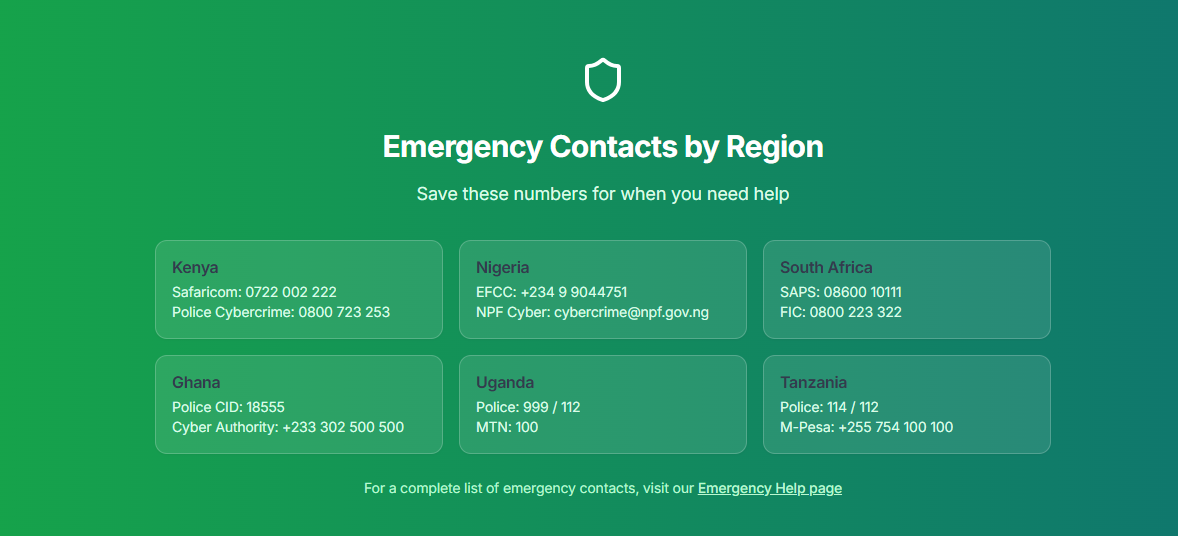 Emergency Contacts by Region
Save these numbers for when you need help
Kenya
Safaricom: 0722 002 222
Police Cybercrime: 0800 723 253
Nigeria
EFCC: +234 9 9044751
NPF Cyber: cybercrime@npf.gov.ng
South Africa
SAPS: 08600 10111
FIC: 0800 223 322
Ghana
Police CID: 18555
Cyber Authority: +233 302 500 500
Uganda
Police: 999 / 112
MTN: 100
Tanzania
Police: 114 / 112
M-Pesa: +255 754 100 100
For a complete list of emergency contacts, visit our Emergency Help page